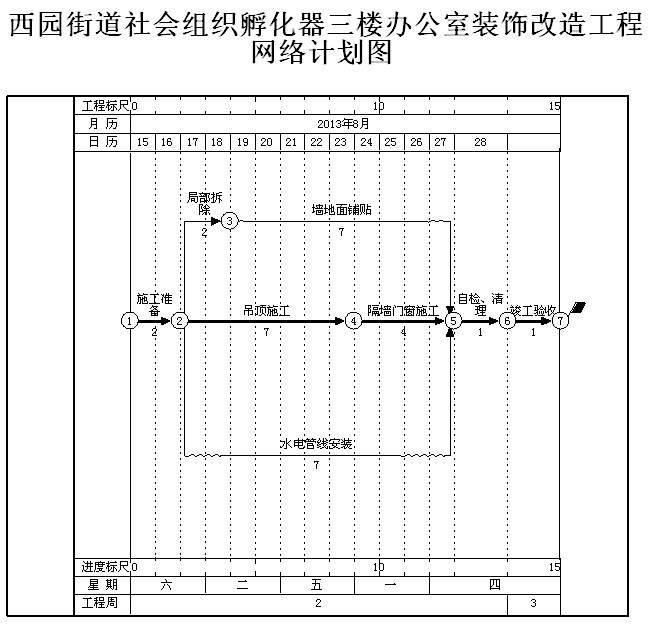 西园街道社会组织孵化器三楼办公室装饰改造工程
网络计划图
工程标尺 0 10 15
月 历 2013年8月
日 历 15 16 17 18 19 20 21 22 23 24 25 26 27 28
局部拆
除
2
3
墙地面铺贴
7
施工准
备
2
吊顶施工
7
隔墙门窗施工
4
自检、清
理
1
竣工验收
1
1 2 4 5 6 7
水电管线安装
7
进度标尺 0 10 15
星 期 六 二 五 一 四
工程周 2 3